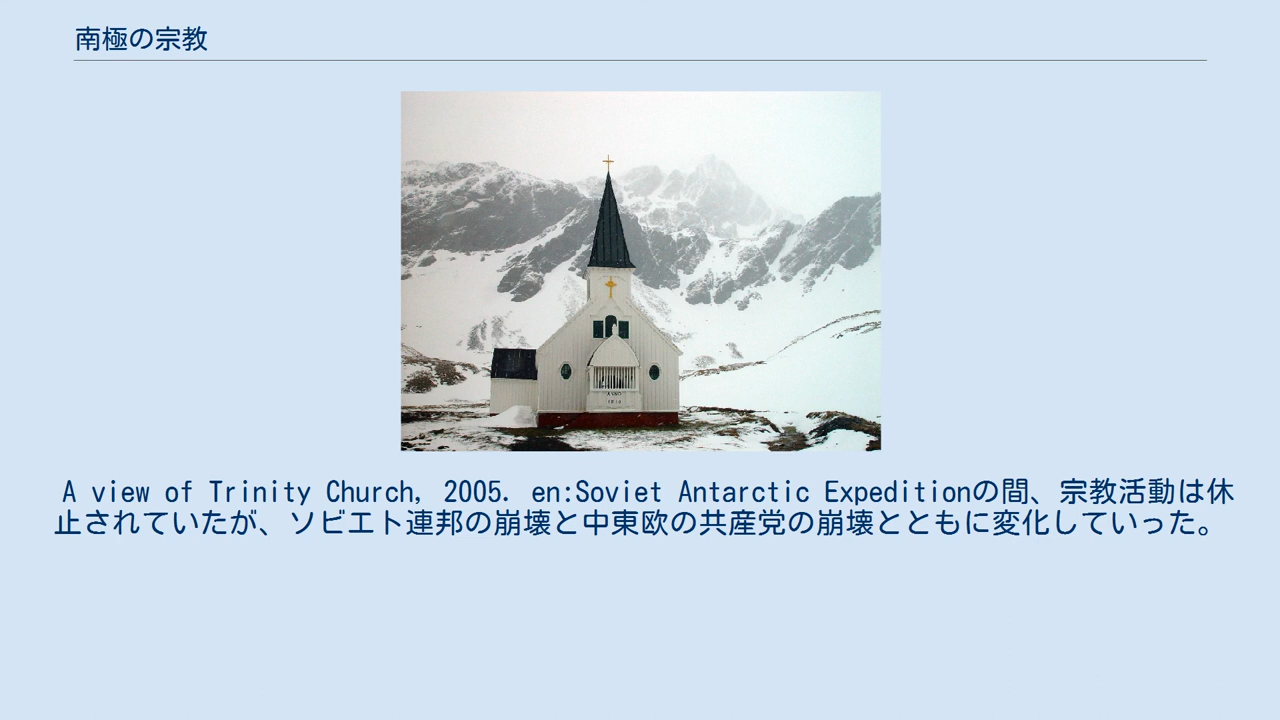 南極の宗教
A view of Trinity Church, 2005. en:Soviet Antarctic Expeditionの間、宗教活動は休
止されていたが、ソビエト連邦の崩壊と中東欧の共産党の崩壊とともに変化していった。